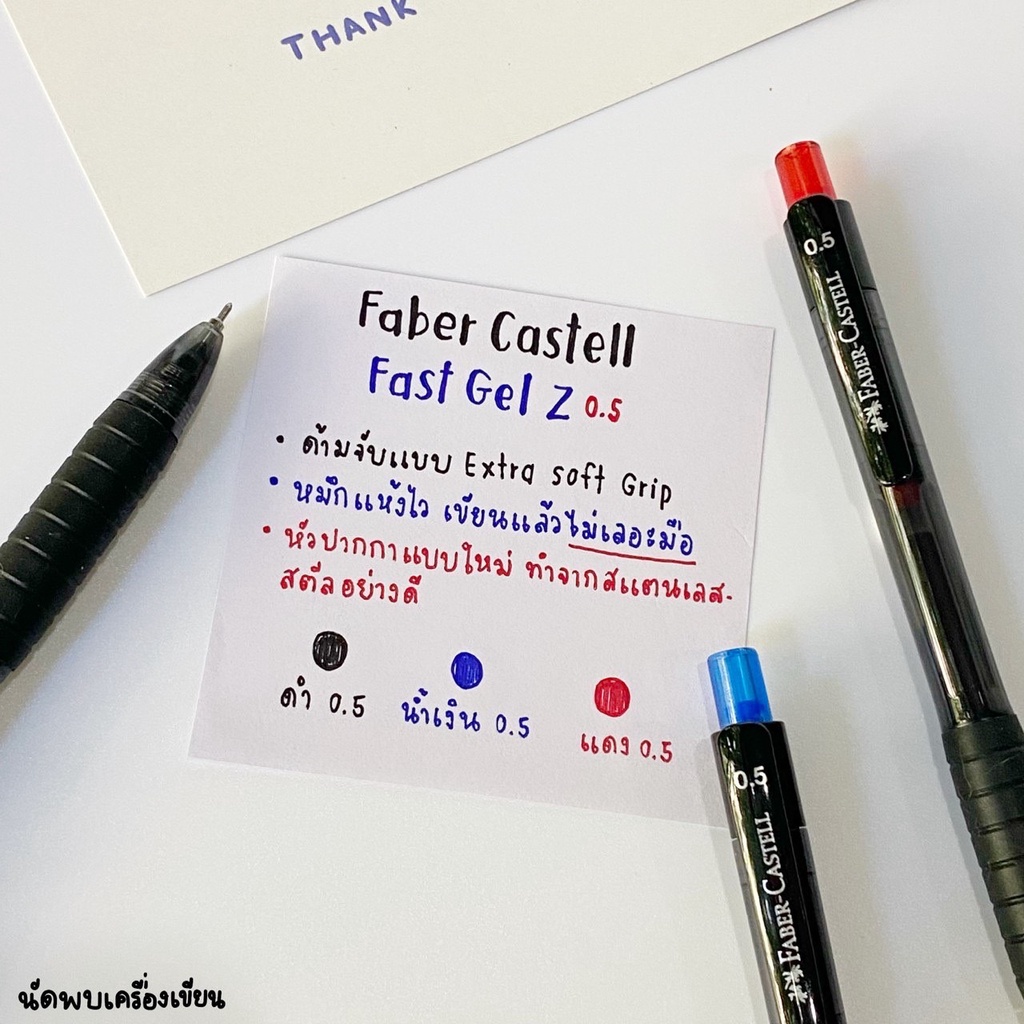 THANK
Faber Castell
Fast Gel Z 0.5
• ด้ามจับแบบ Extra soft Grip
• หมึกแห้งไว เขียนแล้วไม่เลอะมือ
• หัวปากกาแบบใหม่ ทำจากสแตนเลส-
สตีลอย่างดี
ดำ 0.5
น้ำเงิน 0.5
แดง 0.5
0.5
FABER-CASTELL
0.5
FABER-CASTELL
นัดพบเครื่องเขียน